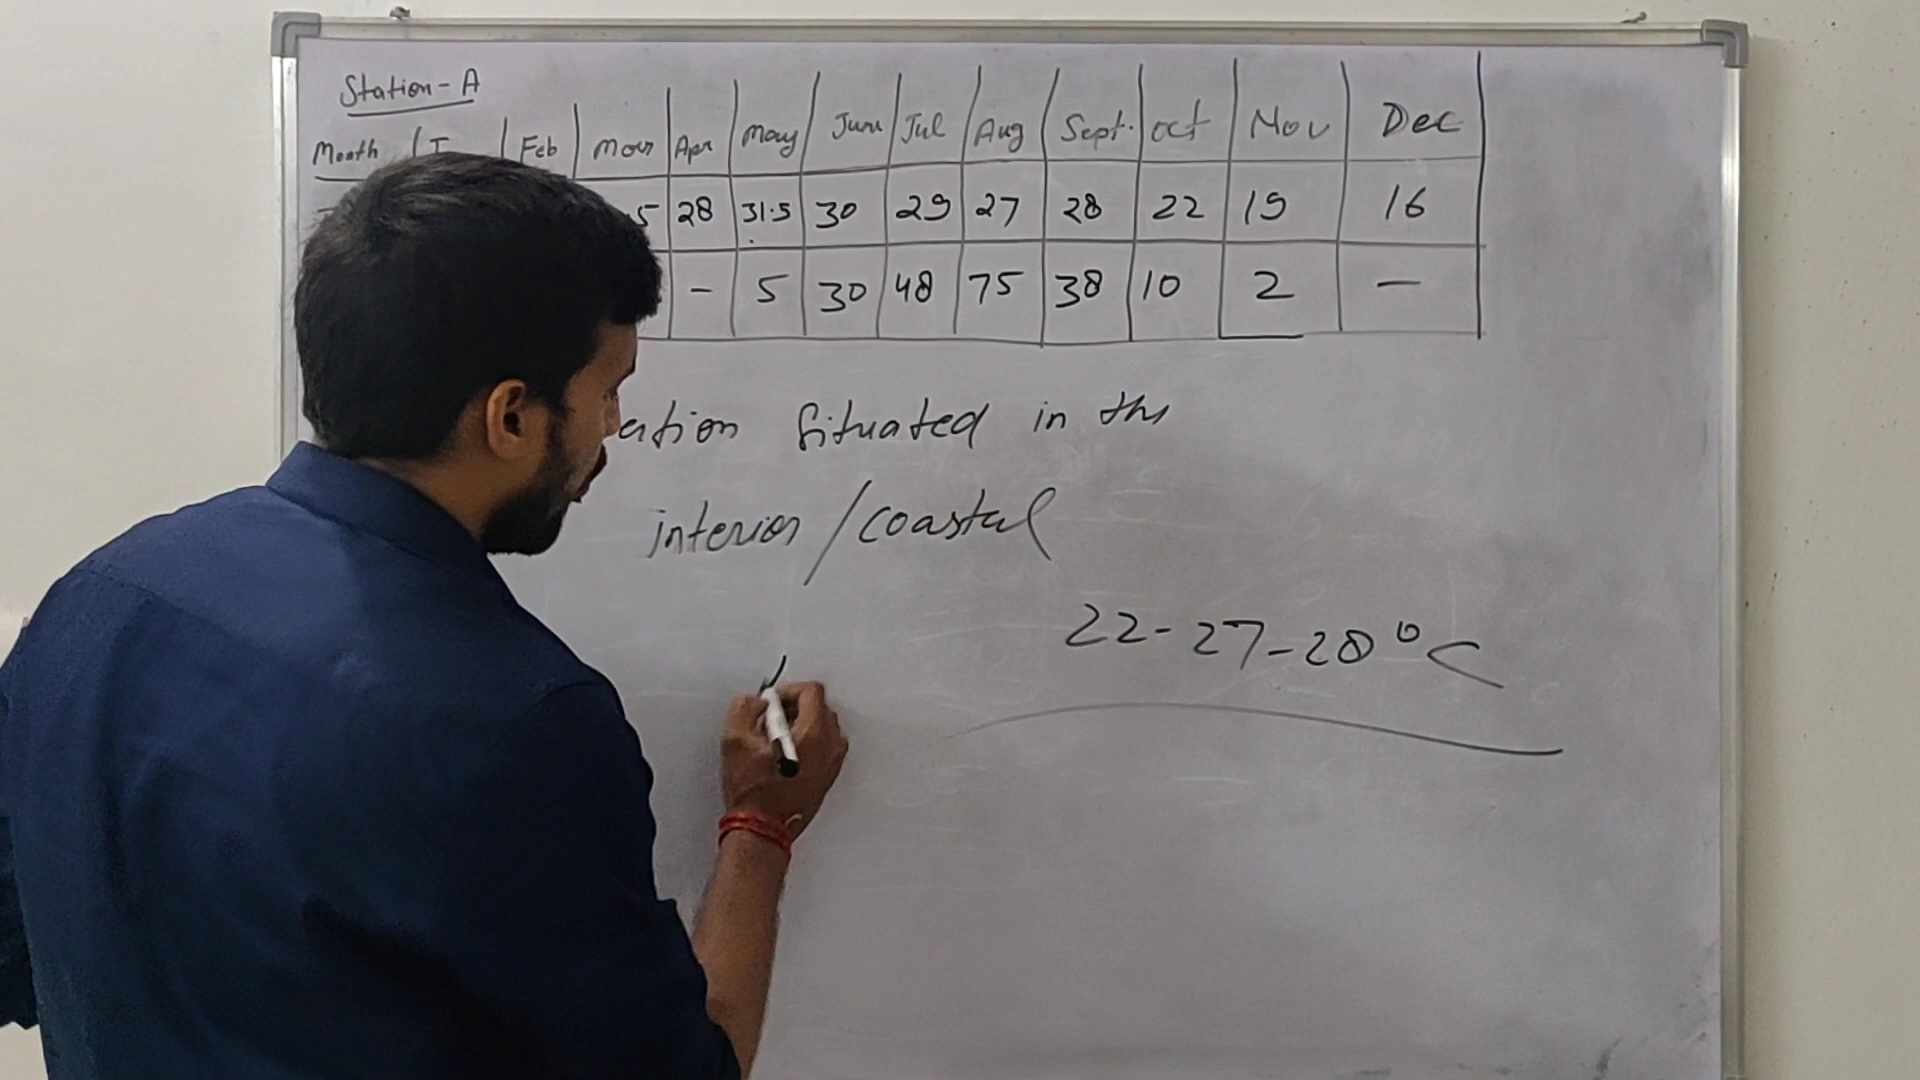 Station - A
Month Feb Mar Apr May June Jul Aug Sept. Oct Nov Dec
5 28 31.5 30 29 27 28 22 19 16
- 5 30 48 75 38 10 2 —
ation Situated in the
interior / coastal
22-27-28°C